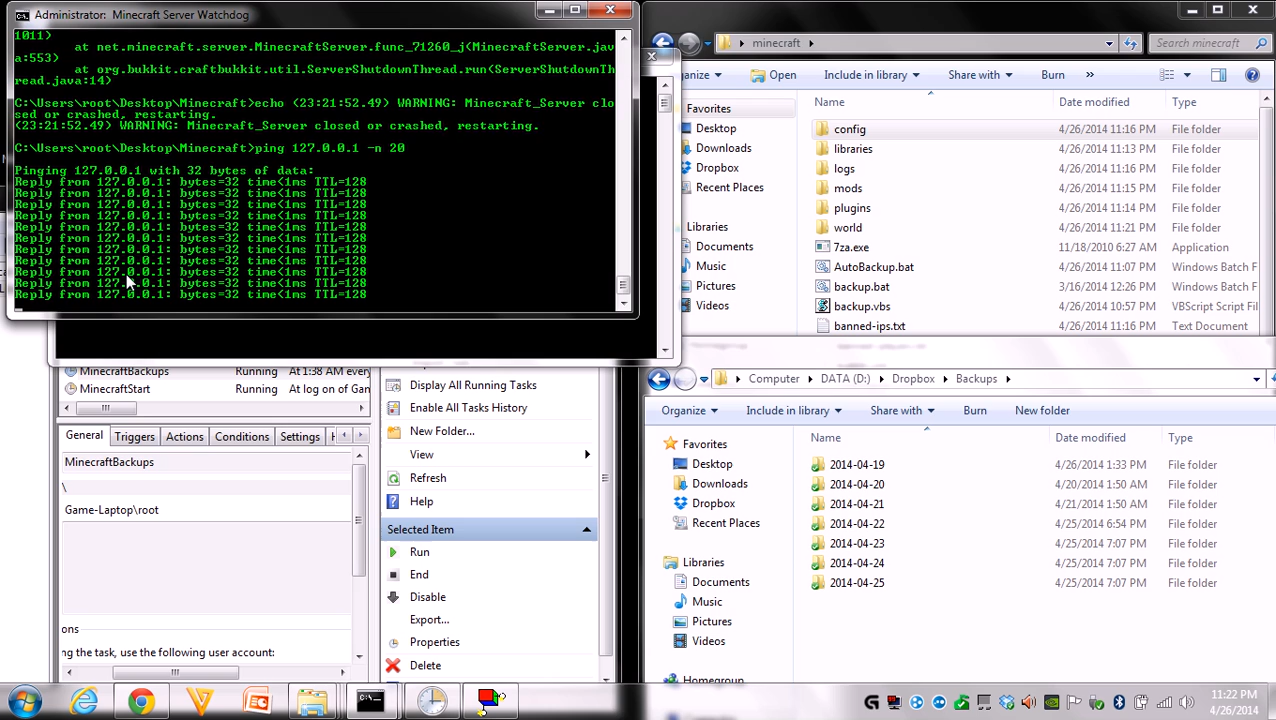 Administrator: Minecraft Server Watchdog
1011)
at net.minecraft.server.MinecraftServer.func_71260_j(MinecraftServer.jav
a:553)
at org.bukkit.craftbukkit.util.ServerShutdownThread.run(ServerShutdownTh
read.java:14)
C:\Users\root\Desktop\Minecraft>echo (23:21:52.49) WARNING: Minecraft_Server clo
sed or crashed, restarting.
(23:21:52.49) WARNING: Minecraft_Server closed or crashed, restarting.
C:\Users\root\Desktop\Minecraft>ping 127.0.0.1 -n 20
Pinging 127.0.0.1 with 32 bytes of data:
Reply from 127.0.0.1: bytes=32 time<1ms TTL=128
Reply from 127.0.0.1: bytes=32 time<1ms TTL=128
Reply from 127.0.0.1: bytes=32 time<1ms TTL=128
Reply from 127.0.0.1: bytes=32 time<1ms TTL=128
Reply from 127.0.0.1: bytes=32 time<1ms TTL=128
Reply from 127.0.0.1: bytes=32 time<1ms TTL=128
Reply from 127.0.0.1: bytes=32 time<1ms TTL=128
Reply from 127.0.0.1: bytes=32 time<1ms TTL=128
Reply from 127.0.0.1: bytes=32 time<1ms TTL=128
Reply from 127.0.0.1: bytes=32 time<1ms TTL=128
Reply from 127.0.0.1: bytes=32 time<1ms TTL=128
MinecraftBackups Running At 1:38 AM every
MinecraftStart Running At log on of Gan
General Triggers Actions Conditions Settings
MinecraftBackups
\
Game-Laptop\root
ons
ng the task, use the following user account:
Display All Running Tasks
Enable All Tasks History
New Folder...
View
Refresh
Help
Selected Item
Run
End
Disable
Export...
Properties
Delete
minecraft
Search minecraft
ganize Open Include in library Share with Burn »
Favorites
Desktop
Downloads
Dropbox
Recent Places
Libraries
Documents
Music
Pictures
Videos
Name Date modified Type
config 4/26/2014 11:16 PM File folder
libraries 4/26/2014 11:15 PM File folder
logs 4/26/2014 11:16 PM File folder
mods 4/26/2014 11:15 PM File folder
plugins 4/26/2014 11:16 PM File folder
world 4/26/2014 11:21 PM File folder
7za.exe 11/18/2010 6:27 AM Application
AutoBackup.bat 4/26/2014 11:07 PM Windows Batch F
backup.bat 3/16/2014 6:26 PM Windows Batch F
backup.vbs 4/26/2014 10:57 PM VBScript Script F
banned-ips.txt 4/26/2014 11:16 PM Text Document
Computer DATA (D:) Dropbox Backups
Organize Include in library Share with Burn New folder
Favorites
Desktop
Downloads
Dropbox
Recent Places
Libraries
Documents
Music
Pictures
Videos
Homegroup
Name Date modified Type
2014-04-19 4/26/2014 1:33 PM File folder
2014-04-20 4/20/2014 1:50 AM File folder
2014-04-21 4/21/2014 1:50 AM File folder
2014-04-22 4/25/2014 6:54 PM File folder
2014-04-23 4/25/2014 7:07 PM File folder
2014-04-24 4/25/2014 7:07 PM File folder
2014-04-25 4/25/2014 7:07 PM File folder
11:22 PM
4/26/2014